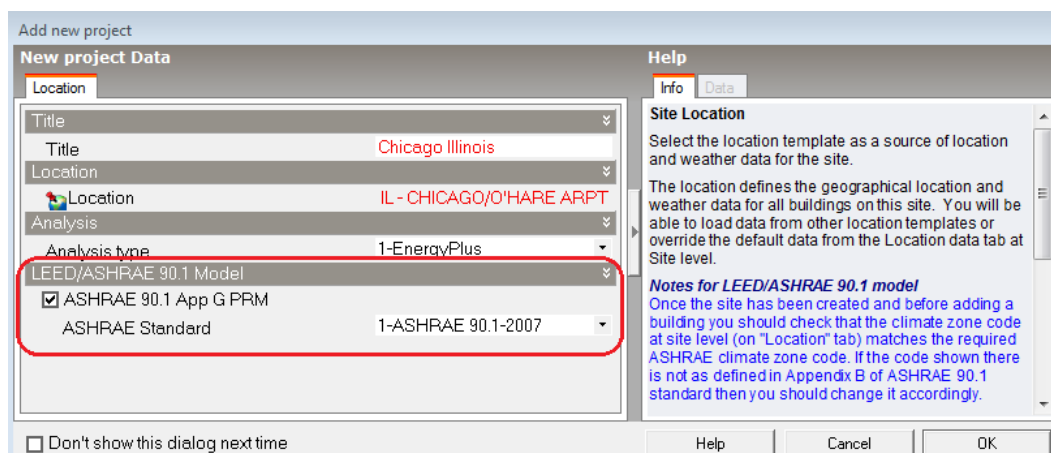 Add new project
New project Data
Location
Title
Title Chicago Illinois
Location
Location IL - CHICAGO/O'HARE ARPT
Analysis
Analysis type 1-EnergyPlus
LEED/ASHRAE 90.1 Model
ASHRAE 90.1 App G PRM
ASHRAE Standard 1-ASHRAE 90.1-2007
Don't show this dialog next time
Help
Info Data
Site Location
Select the location template as a source of location
and weather data for the site.
The location defines the geographical location and
weather data for all buildings on this site. You will be
able to load data from other location templates or
override the default data from the Location data tab at
Site level.
Notes for LEED/ASHRAE 90.1 model
Once the site has been created and before adding a
building you should check that the climate zone code
at site level (on "Location" tab) matches the required
ASHRAE climate zone code. If the code shown there
is not as defined in Appendix B of ASHRAE 90.1
standard then you should change it accordingly.
Help Cancel OK